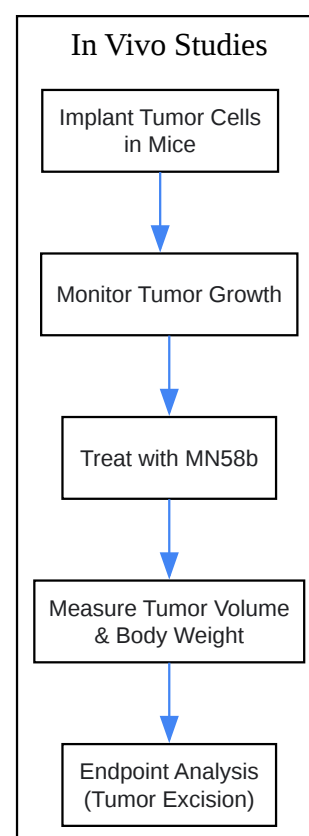 In Vivo Studies
Implant Tumor Cells
in Mice
Monitor Tumor Growth
Treat with MN58b
Measure Tumor Volume
& Body Weight
Endpoint Analysis
(Tumor Excision)